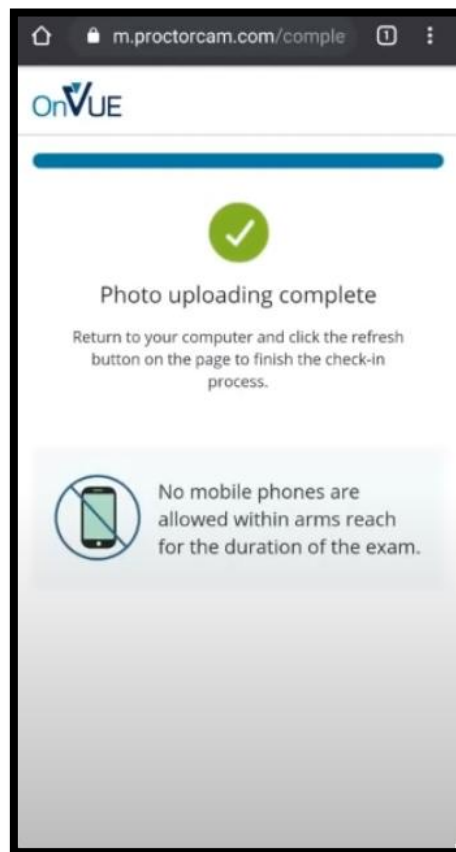 m.proctorcam.com/comple 1
OnVUE
Photo uploading complete
Return to your computer and click the refresh
button on the page to finish the check-in
process.
No mobile phones are
allowed within arms reach
for the duration of the exam.